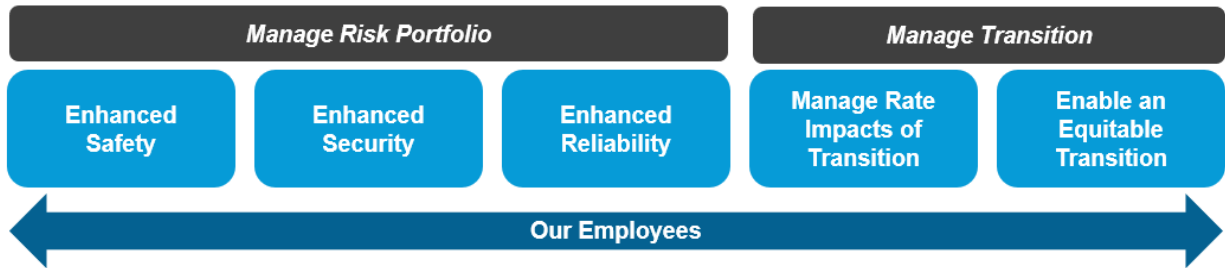 Manage Risk Portfolio
Manage Transition
Enhanced
Safety
Enhanced
Security
Enhanced
Reliability
Manage Rate
Impacts of
Transition
Enable an
Equitable
Transition
Our Employees